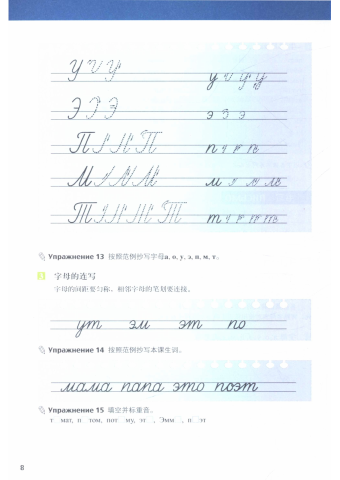 У У у у
Э Э э э
П П п п
М М м м
Т Т т т
Упражнение 13 按照范例抄写字母а, о, у, э, п, м, т。
3 字母的连写
字母的间距要匀称，相邻字母的笔划要连接。
ут эм эт по
Упражнение 14 按照范例抄写本课生词。
мама папа это поэт
Упражнение 15 填空并标重音。
8